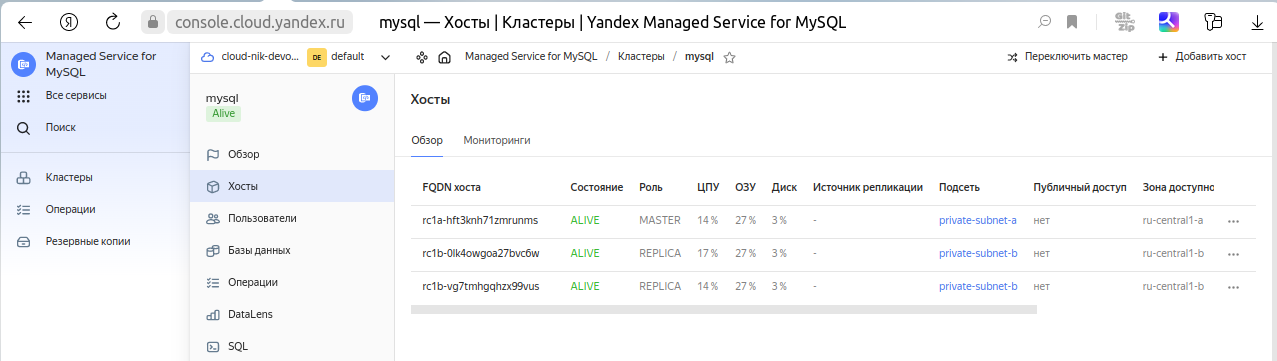 console.cloud.yandex.ru mysql — Хосты | Кластеры | Yandex Managed Service for MySQL
Git Zip
Managed Service for MySQL
Все сервисы
Поиск
Кластеры
Операции
Резервные копии
cloud-nik-devo... DE default
Managed Service for MySQL / Кластеры / mysql
Переключить мастер
Добавить хост
mysql
Alive
Обзор
Хосты
Пользователи
Базы данных
Операции
DataLens
SQL
Хосты
Обзор Мониторинги
FQDN хоста Состояние Роль ЦПУ ОЗУ Диск Источник репликации Подсеть Публичный доступ Зона доступно
rc1a-hft3knh71zmrunms ALIVE MASTER 14 % 27 % 3 % - private-subnet-a нет ru-central1-a
rc1b-0lk4owgoa27bvc6w ALIVE REPLICA 17 % 27 % 3 % - private-subnet-b нет ru-central1-b
rc1b-vg7tmhgqhzx99vus ALIVE REPLICA 14 % 27 % 3 % - private-subnet-b нет ru-central1-b